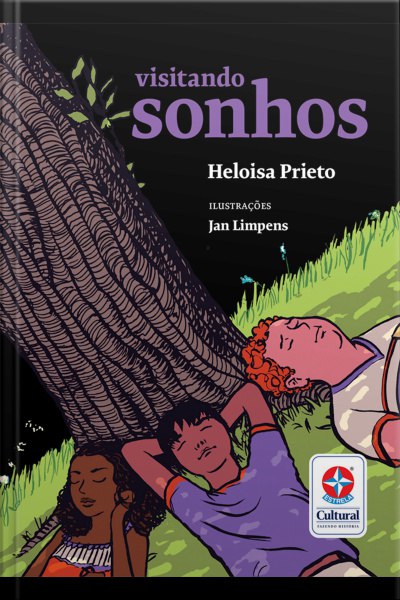 visitando
sonhos
Heloisa Prieto
ILUSTRAÇÕES
Jan Limpens
ESTRELA
Cultural
FAZENDO HISTÓRIA